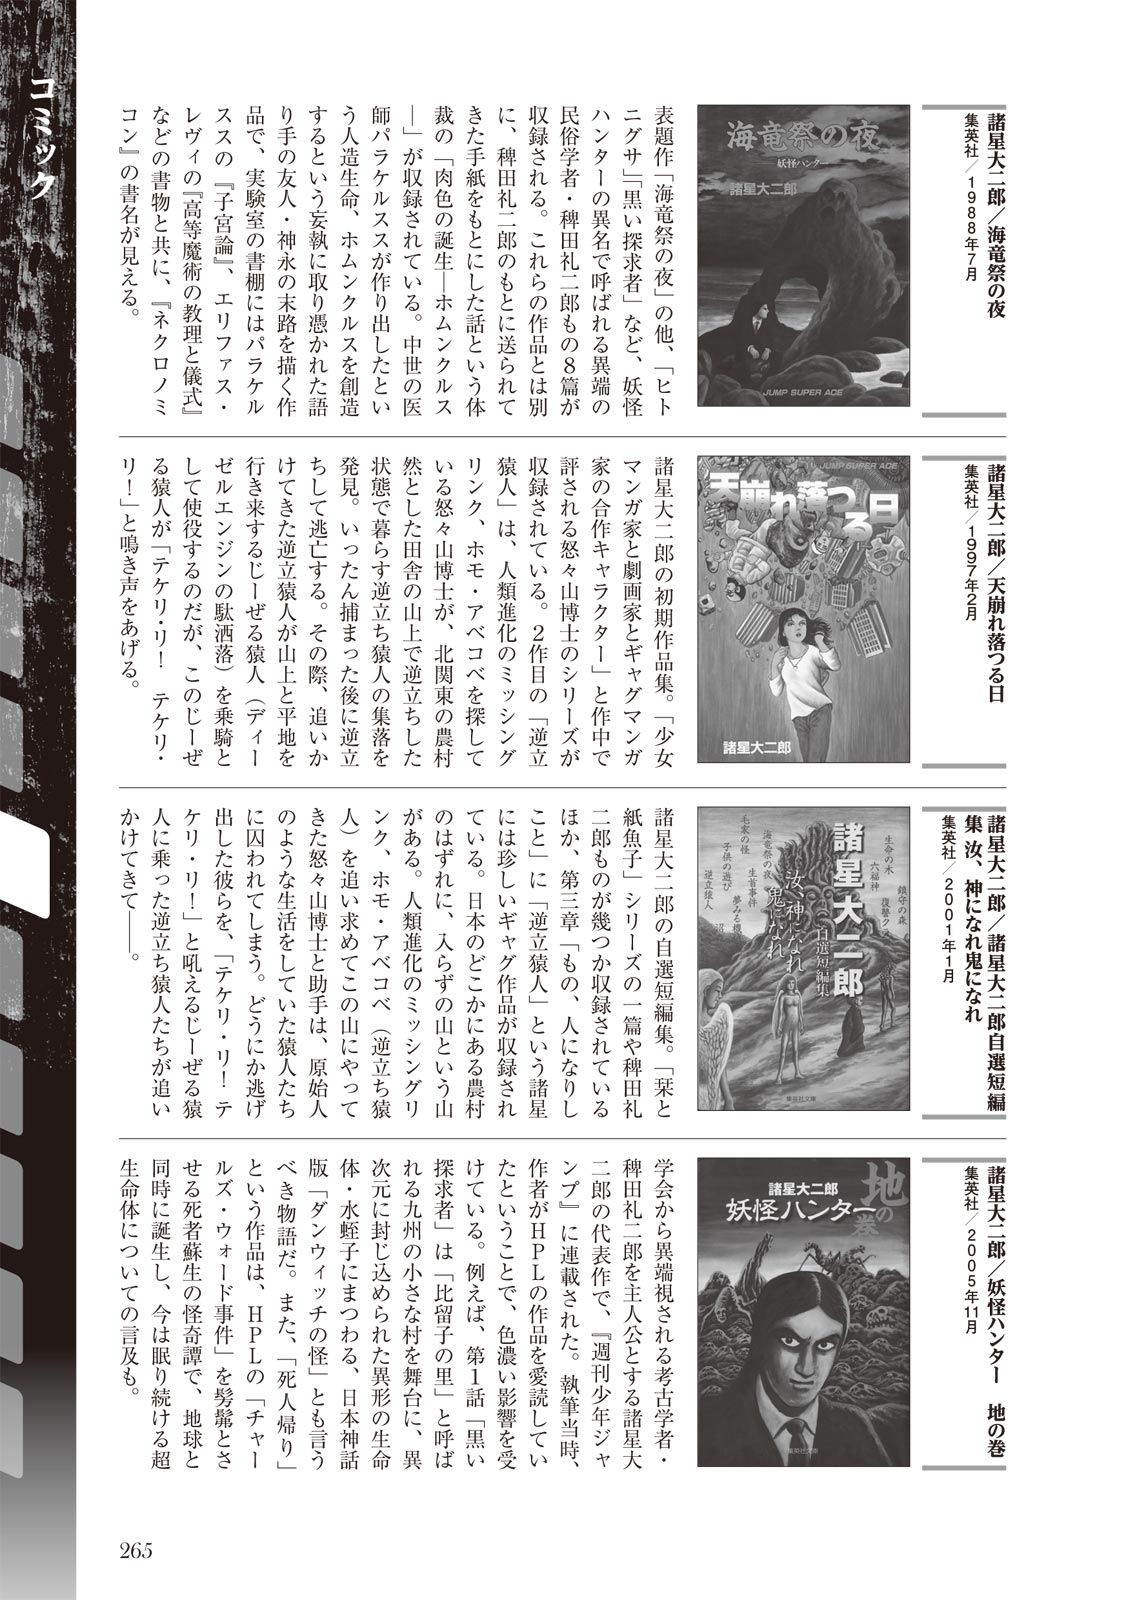 コミック
諸星大二郎／海竜祭の夜
集英社／1988年7月
海竜祭の夜
妖怪ハンター
諸星大二郎
JUMP SUPER ACE
表題作「海竜祭の夜」の他、「ヒト
ニグサ」「黒い探求者」など、妖怪
ハンターの異名で呼ばれる異端の
民俗学者・稗田礼二郎もの８篇が
収録される。これらの作品とは別
に、稗田礼二郎のもとに送られて
きた手紙をもとにした話という体
裁の「肉色の誕生―ホムンクルス
―」が収録されている。中世の医
師パラケルススが作り出したとい
う人造生命、ホムンクルスを創造
するという妄執に取り憑かれた語
り手の友人・神永の末路を描く作
品で、実験室の書棚にはパラケル
ススの『子宮論』、エリファス・
レヴィの『高等魔術の教理と儀式』
などの書物と共に、『ネクロノミ
コン』の書名が見える。
諸星大二郎／天崩れ落つる日
集英社／1997年2月
JUMP SUPER ACE
天崩れ落つる日
諸星大二郎
諸星大二郎の初期作品集。「少女
マンガ家と劇画家とギャグマンガ
家の合作キャラクター」と作中で
評される怒々山博士のシリーズが
収録されている。２作目の「逆立
猿人」は、人類進化のミッシング
リンク、ホモ・アベコベを探して
いる怒々山博士が、北関東の農村
然とした田舎の山上で逆立ちした
状態で暮らす逆立ち猿人の集落を
発見。いったん捕まった後に逆立
ちして逃亡する。その際、追いか
けてきた逆立猿人が山上と平地を
行き来するじーぜる猿人（ディー
ゼルエンジンの駄洒落）を乗騎と
して使役するのだが、このじーぜ
る猿人が「テケリ・リ！　テケリ・
リ！」と鳴き声をあげる。
諸星大二郎／諸星大二郎自選短編
集 汝、神になれ鬼になれ
集英社／2001年1月
諸星大二郎
自選短編集
汝、神になれ
鬼になれ
生命の木
六福神
鎮守の森
復讐ク
毛家の怪
海竜祭の夜
子供の遊び
生首事件
夢みる機
逆立猿人
沼
集英社文庫
諸星大二郎の自選短編集。「栞と
紙魚子」シリーズの一篇や稗田礼
二郎ものが幾つか収録されている
ほか、第三章「もの、人になりし
こと」に「逆立猿人」という諸星
には珍しいギャグ作品が収録され
ている。日本のどこかにある農村
のはずれに、入らずの山という山
がある。人類進化のミッシングリ
ンク、ホモ・アベコベ（逆立ち猿
人）を追い求めてこの山にやって
きた怒々山博士と助手は、原始人
のような生活をしていた猿人たち
に囚われてしまう。どうにか逃げ
出した彼らを、「テケリ・リ！　テ
ケリ・リ！」と吼えるじーぜる猿
人に乗った逆立ち猿人たちが追い
かけてきて――。
諸星大二郎／妖怪ハンター　地の巻
集英社／2005年11月
地の巻
諸星大二郎
妖怪ハンター
集英社文庫
学会から異端視される考古学者・
稗田礼二郎を主人公とする諸星大
二郎の代表作で、『週刊少年ジャ
ンプ』に連載された。執筆当時、
作者がＨＰＬの作品を愛読してい
たということで、色濃い影響を受
けている。例えば、第１話「黒い
探求者」は「比留子の里」と呼ば
れる九州の小さな村を舞台に、異
次元に封じ込められた異形の生命
体・水蛭子にまつわる、日本神話
版「ダンウィッチの怪」とも言う
べき物語だ。また、「死人帰り」
という作品は、ＨＰＬの「チャー
ルズ・ウォード事件」を髣髴とさ
せる死者蘇生の怪奇譚で、地球と
同時に誕生し、今は眠り続ける超
生命体についての言及も。
265